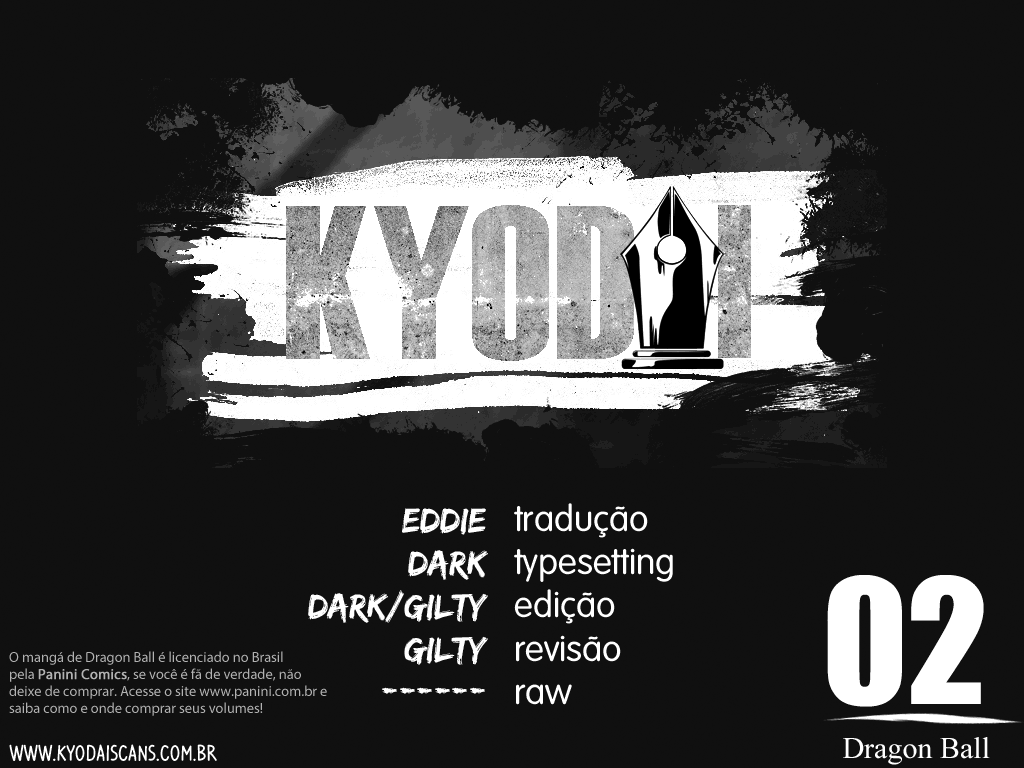 KYODAI
EDDIE tradução
DARK typesetting
DARK/GILTY edição
GILTY revisão
------ raw
O mangá de Dragon Ball é licenciado no Brasil
pela Panini Comics, se você é fã de verdade, não
deixe de comprar. Acesse o site www.panini.com.br e
saiba como e onde comprar seus volumes!
WWW.KYODAISCANS.COM.BR
02
Dragon Ball